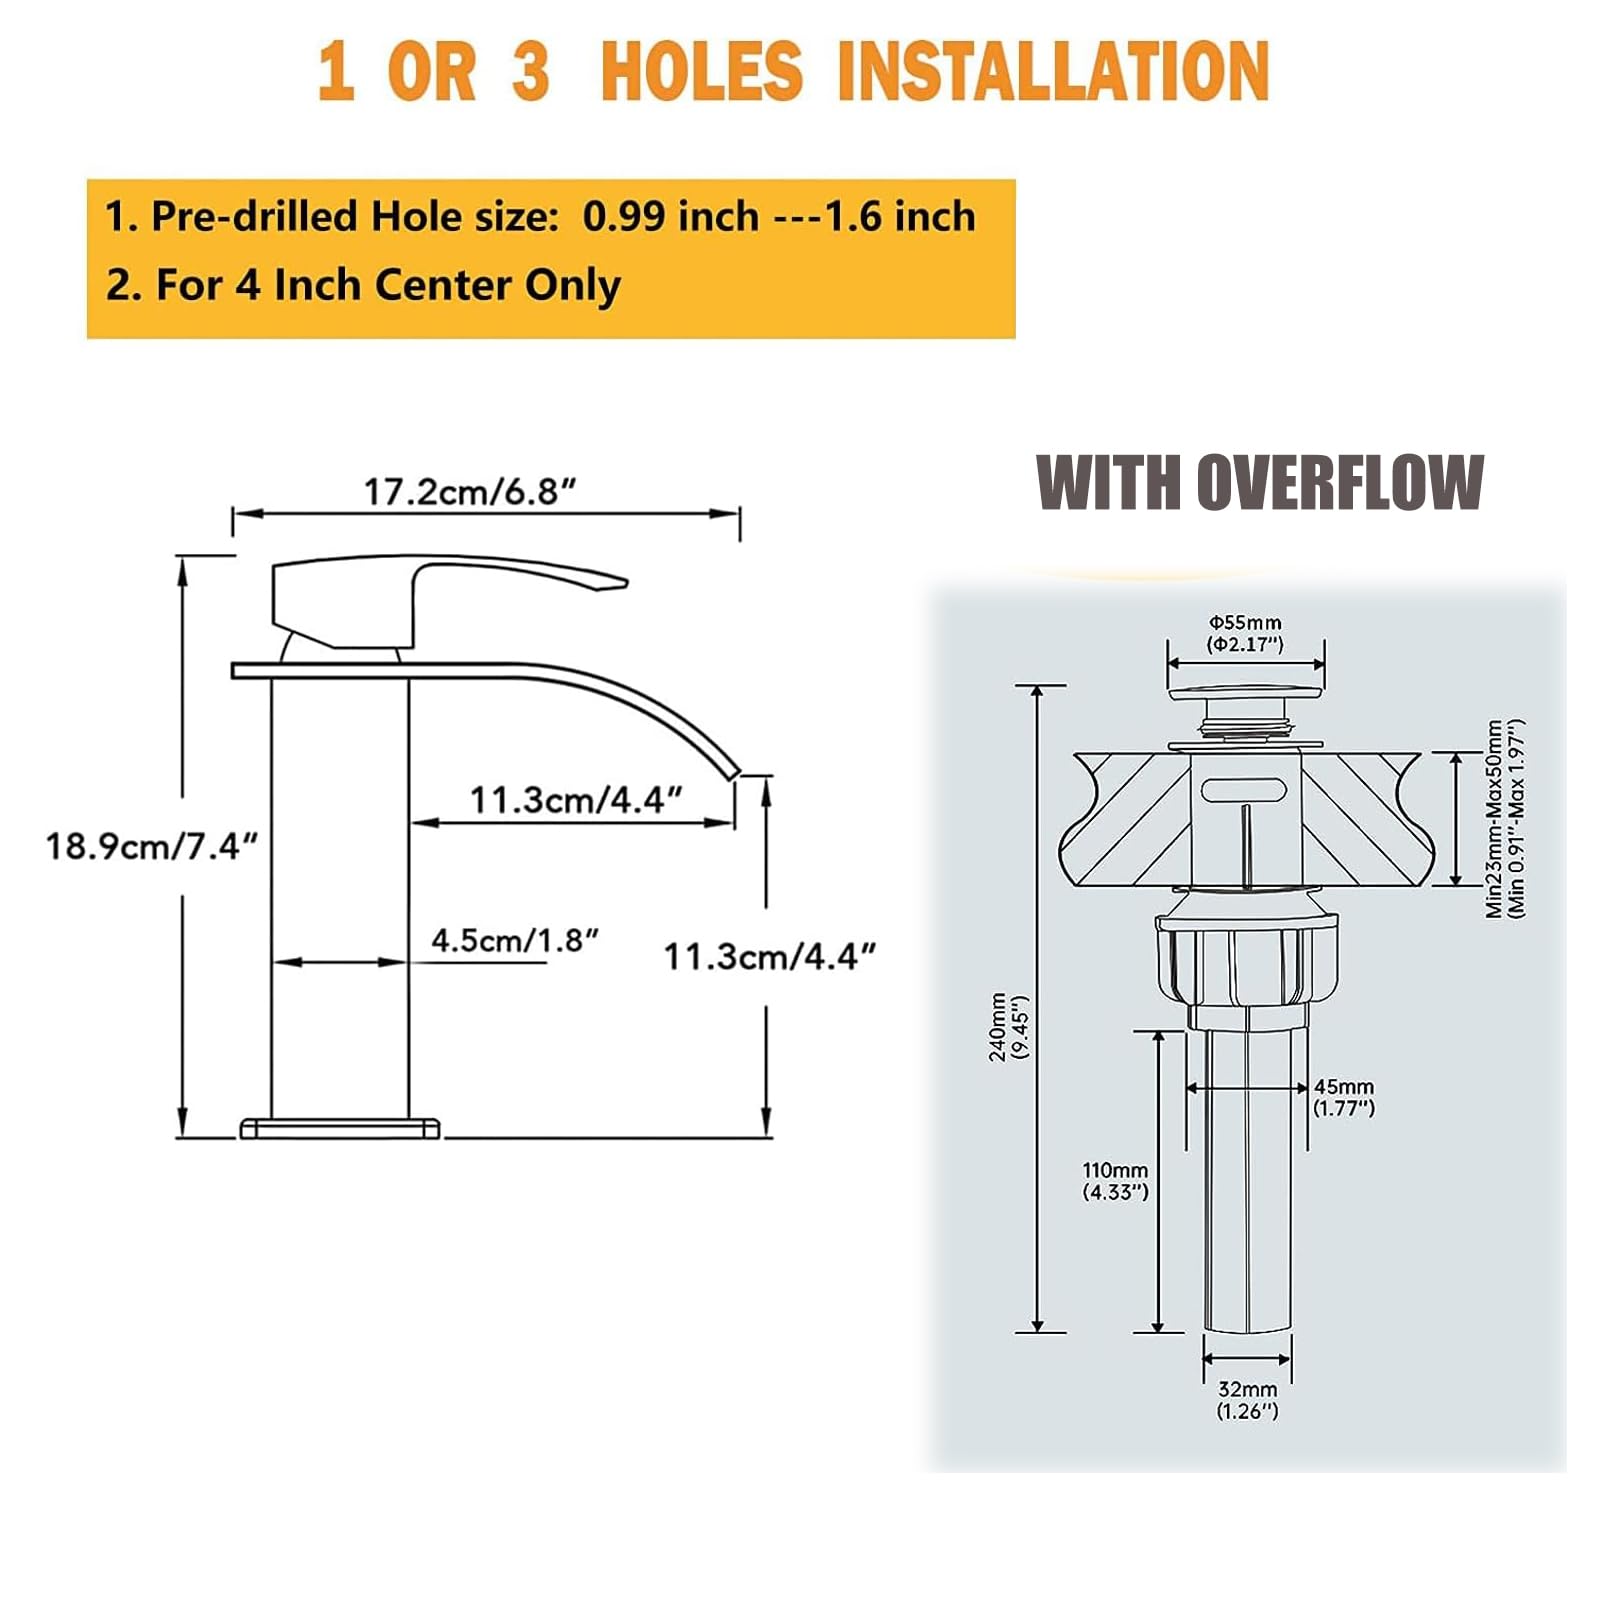 1 OR 3 HOLES INSTALLATION
1. Pre-drilled Hole size: 0.99 inch ---1.6 inch
2. For 4 Inch Center Only
17.2cm/6.8″
11.3cm/4.4″
18.9cm/7.4″
4.5cm/1.8″
11.3cm/4.4″
WITH OVERFLOW
Φ55mm
(Φ2.17″)
Min23mm-Max50mm
(Min 0.91″-Max 1.97″)
240mm
(9.45″)
45mm
(1.77″)
110mm
(4.33″)
32mm
(1.26″)